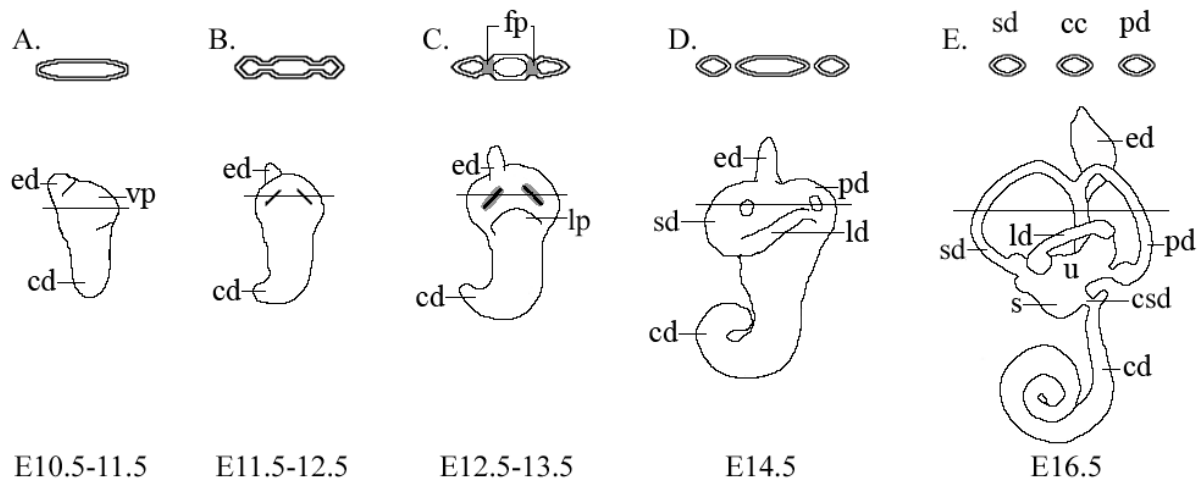 A.
ed
vp
cd
E10.5-11.5
B.
ed
cd
E11.5-12.5
C.
fp
ed
lp
cd
E12.5-13.5
D.
ed
pd
sd
ld
cd
E14.5
E.
sd cc pd
ed
ld
sd
pd
u
s
csd
cd
E16.5